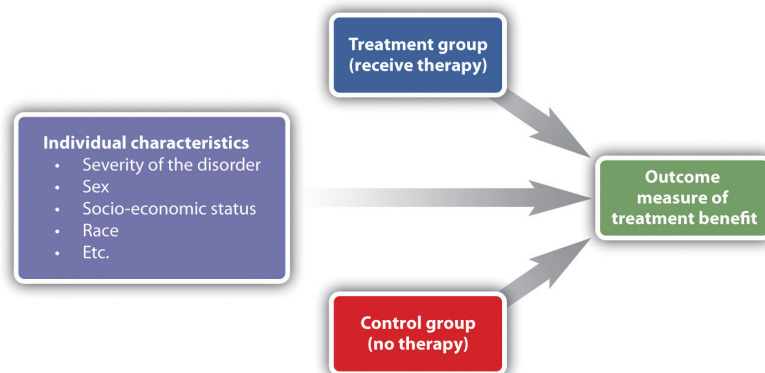 Treatment group
(receive therapy)
Individual characteristics
• Severity of the disorder
• Sex
• Socio-economic status
• Race
• Etc.
Outcome
measure of
treatment benefit
Control group
(no therapy)